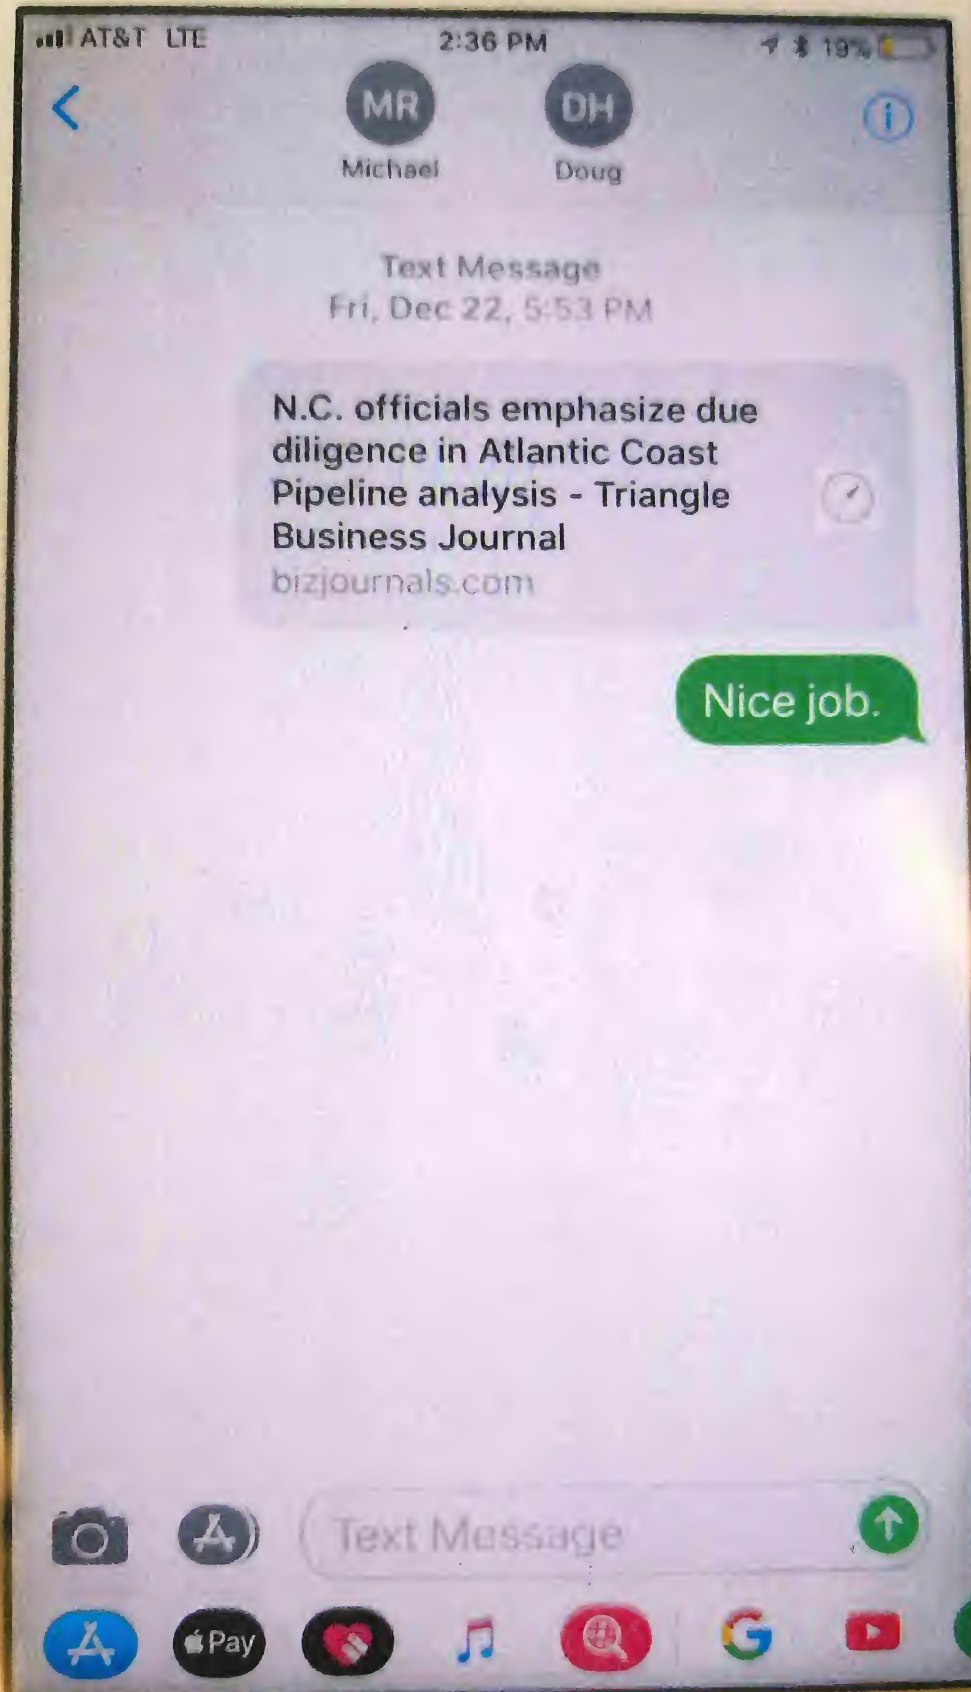 AT&T LTE 2:36 PM 19%
MR DH
Michael Doug
Text Message
Fri, Dec 22, 5:53 PM
N.C. officials emphasize due
diligence in Atlantic Coast
Pipeline analysis - Triangle
Business Journal
bizjournals.com
Nice job.
Text Message
Pay